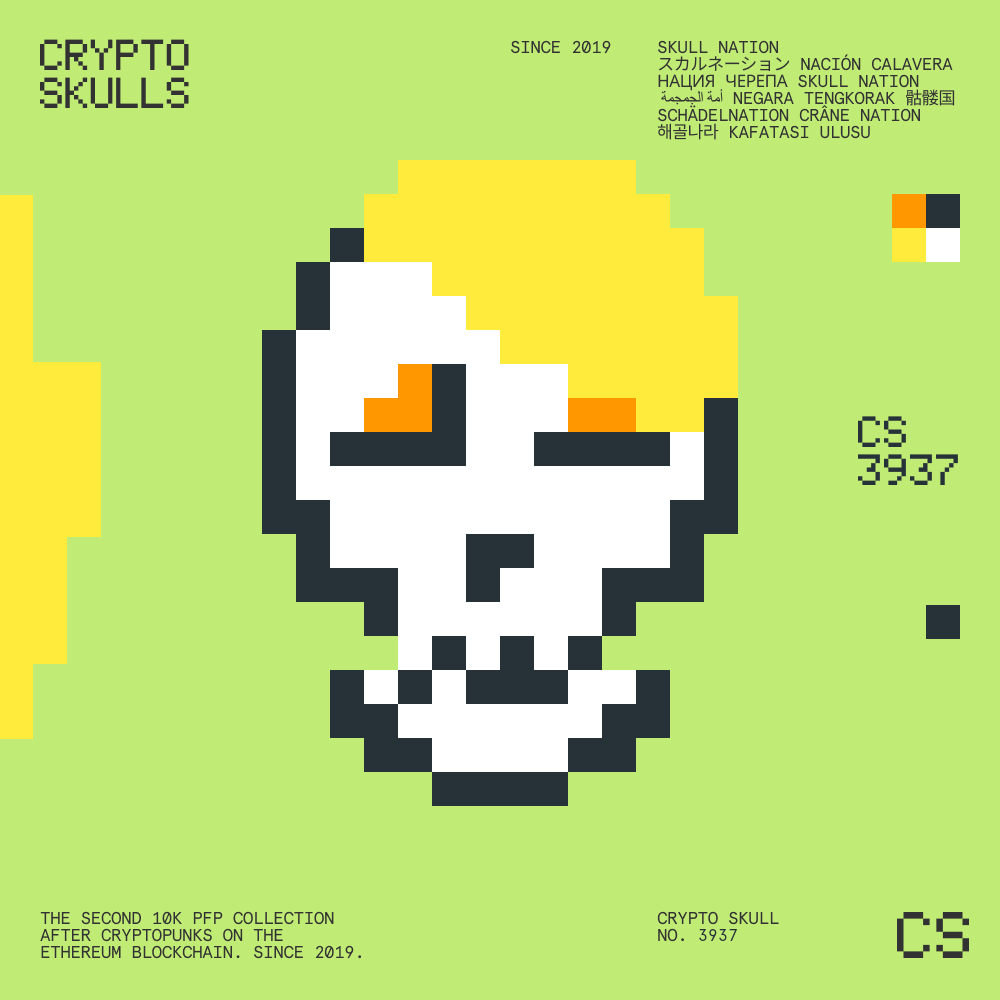 CRYPTO
SKULLS
SINCE 2019
SKULL NATION
スカルネーション NACIÓN CALAVERA
НАЦИЯ ЧЕРЕПА SKULL NATION
أمة الجمجمة NEGARA TENGKORAK 骷髅国
SCHÄDELNATION CRÂNE NATION
해골나라 KAFATASI ULUSU
CS
3937
THE SECOND 10K PFP COLLECTION
AFTER CRYPTOPUNKS ON THE
ETHEREUM BLOCKCHAIN. SINCE 2019.
CRYPTO SKULL
NO. 3937
CS